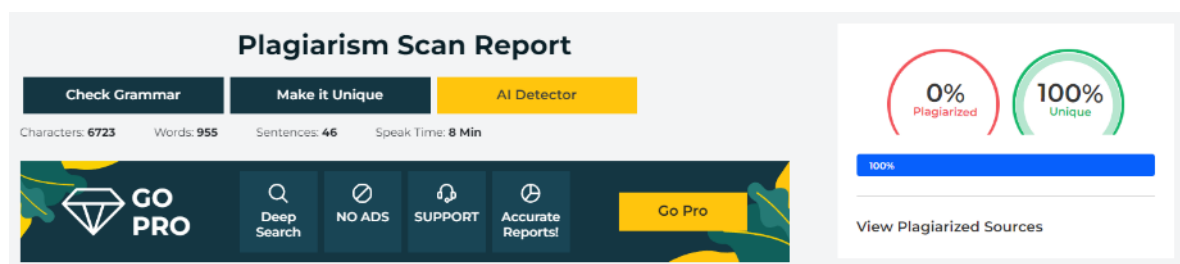 Plagiarism Scan Report
Check Grammar
Make it Unique
AI Detector
Characters: 6723 Words: 955 Sentences: 46 Speak Time: 8 Min
GO
PRO
Deep
Search
NO ADS
SUPPORT
Accurate
Reports!
Go Pro
0%
Plagiarized
100%
Unique
100%
View Plagiarized Sources